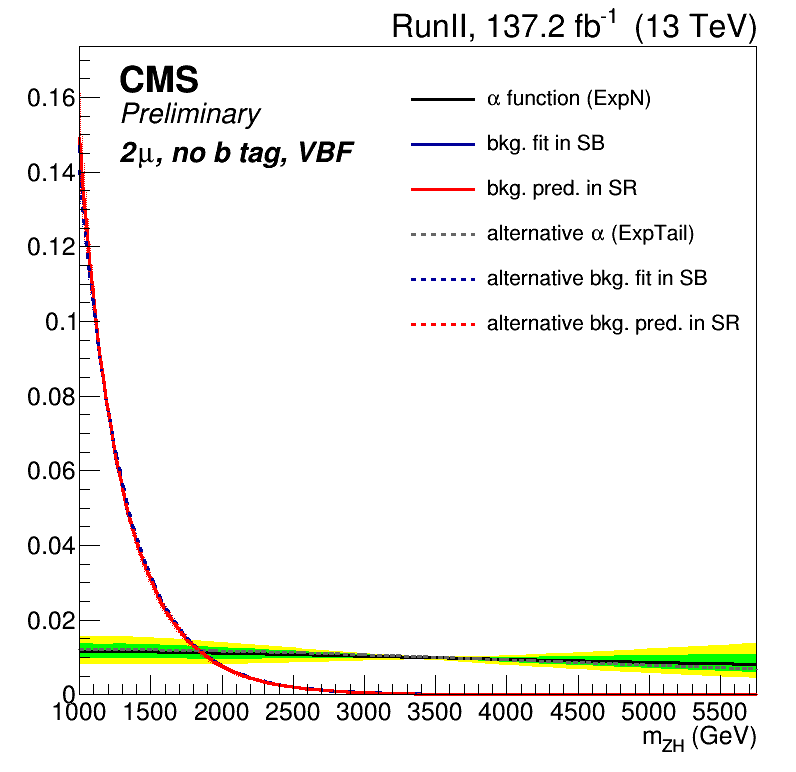 RunII, 137.2 fb⁻¹ (13 TeV)
CMS
Preliminary
2μ, no b tag, VBF
α function (ExpN)
bkg. fit in SB
bkg. pred. in SR
alternative α (ExpTail)
alternative bkg. fit in SB
alternative bkg. pred. in SR
0.16
0.14
0.12
0.1
0.08
0.06
0.04
0.02
0
1000 1500 2000 2500 3000 3500 4000 4500 5000 5500
m_ZH (GeV)